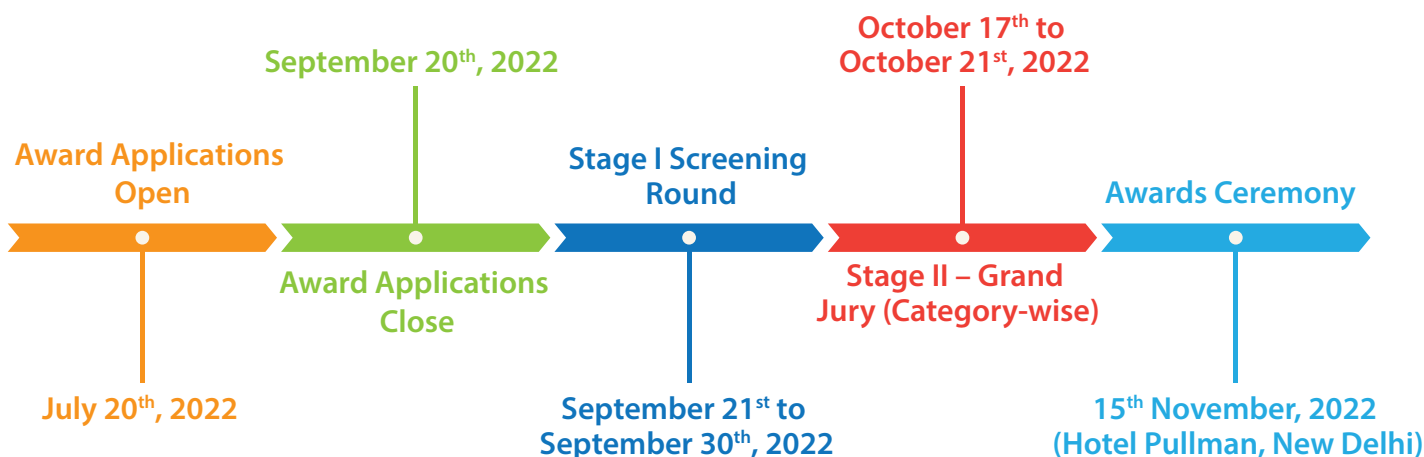 Award Applications
Open
July 20th, 2022
September 20th, 2022
Award Applications
Close
Stage I Screening
Round
September 21st to
September 30th, 2022
October 17th to
October 21st, 2022
Stage II – Grand
Jury (Category-wise)
Awards Ceremony
15th November, 2022
(Hotel Pullman, New Delhi)